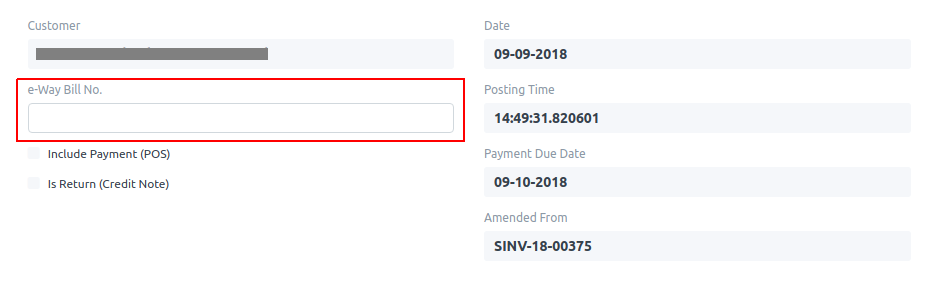 Customer
e-Way Bill No.
Include Payment (POS)
Is Return (Credit Note)
Date
09-09-2018
Posting Time
14:49:31.820601
Payment Due Date
09-10-2018
Amended From
SINV-18-00375